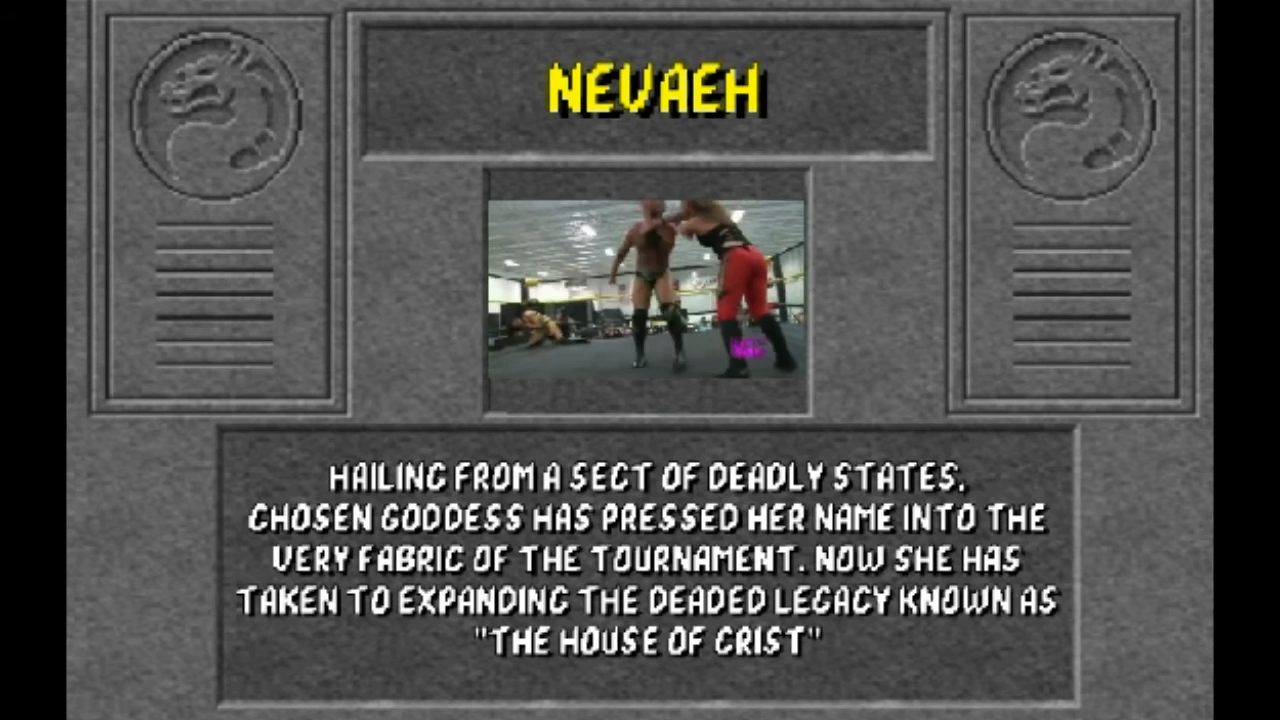 NEVAEH
HAILING FROM A SECT OF DEADLY STATES,
CHOSEN GODDESS HAS PRESSED HER NAME INTO THE
VERY FABRIC OF THE TOURNAMENT. NOW SHE HAS
TAKEN TO EXPANDING THE DEADED LEGACY KNOWN AS
"THE HOUSE OF CRIST"